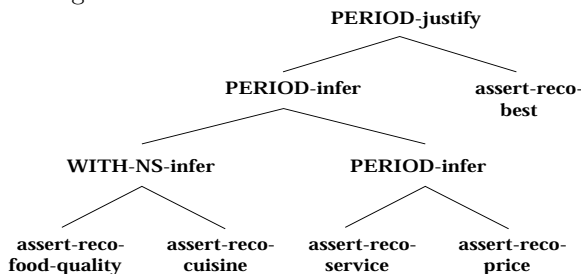 PERIOD-justify
PERIOD-infer
assert-reco-
best
WITH-NS-infer
PERIOD-infer
assert-reco-
food-quality
assert-reco-
cuisine
assert-reco-
service
assert-reco-
price